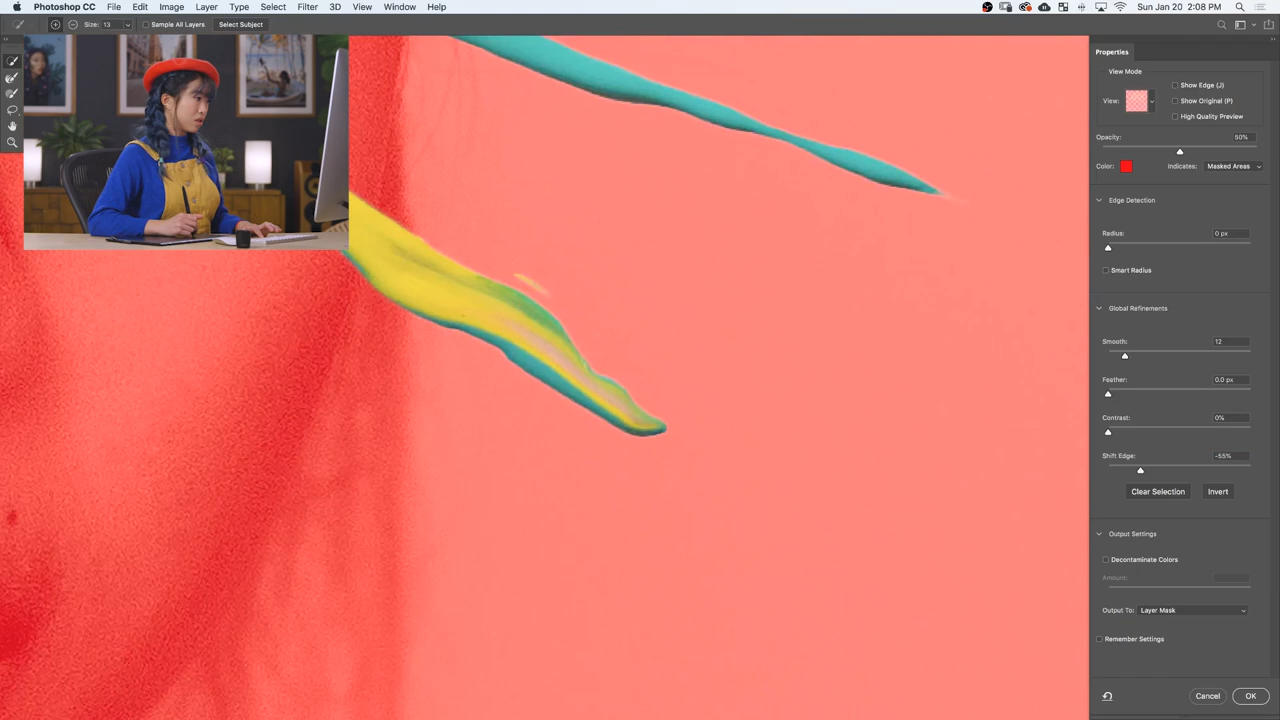 Photoshop CC File Edit Image Layer Type Select Filter 3D View Window Help Sun Jan 20 2:08 PM
Size: 13 Sample All Layers Select Subject
Properties
View Mode
Show Edge (J)
View: Show Original (P)
High Quality Preview
Opacity: 50%
Color: Indicates: Masked Areas
Edge Detection
Radius: 0 px
Smart Radius
Global Refinements
Smooth: 12
Feather: 0.0 px
Contrast: 0%
Shift Edge: -55%
Clear Selection Invert
Output Settings
Decontaminate Colors
Amount:
Output To: Layer Mask
Remember Settings
Cancel OK